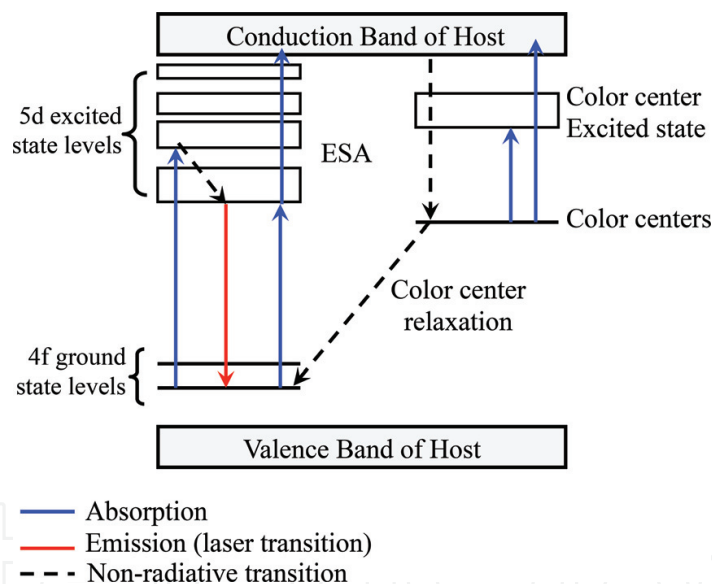 Conduction Band of Host
5d excited
state levels
ESA
Color center
Excited state
Color centers
Color center
relaxation
4f ground
state levels
Valence Band of Host
Absorption
Emission (laser transition)
Non-radiative transition